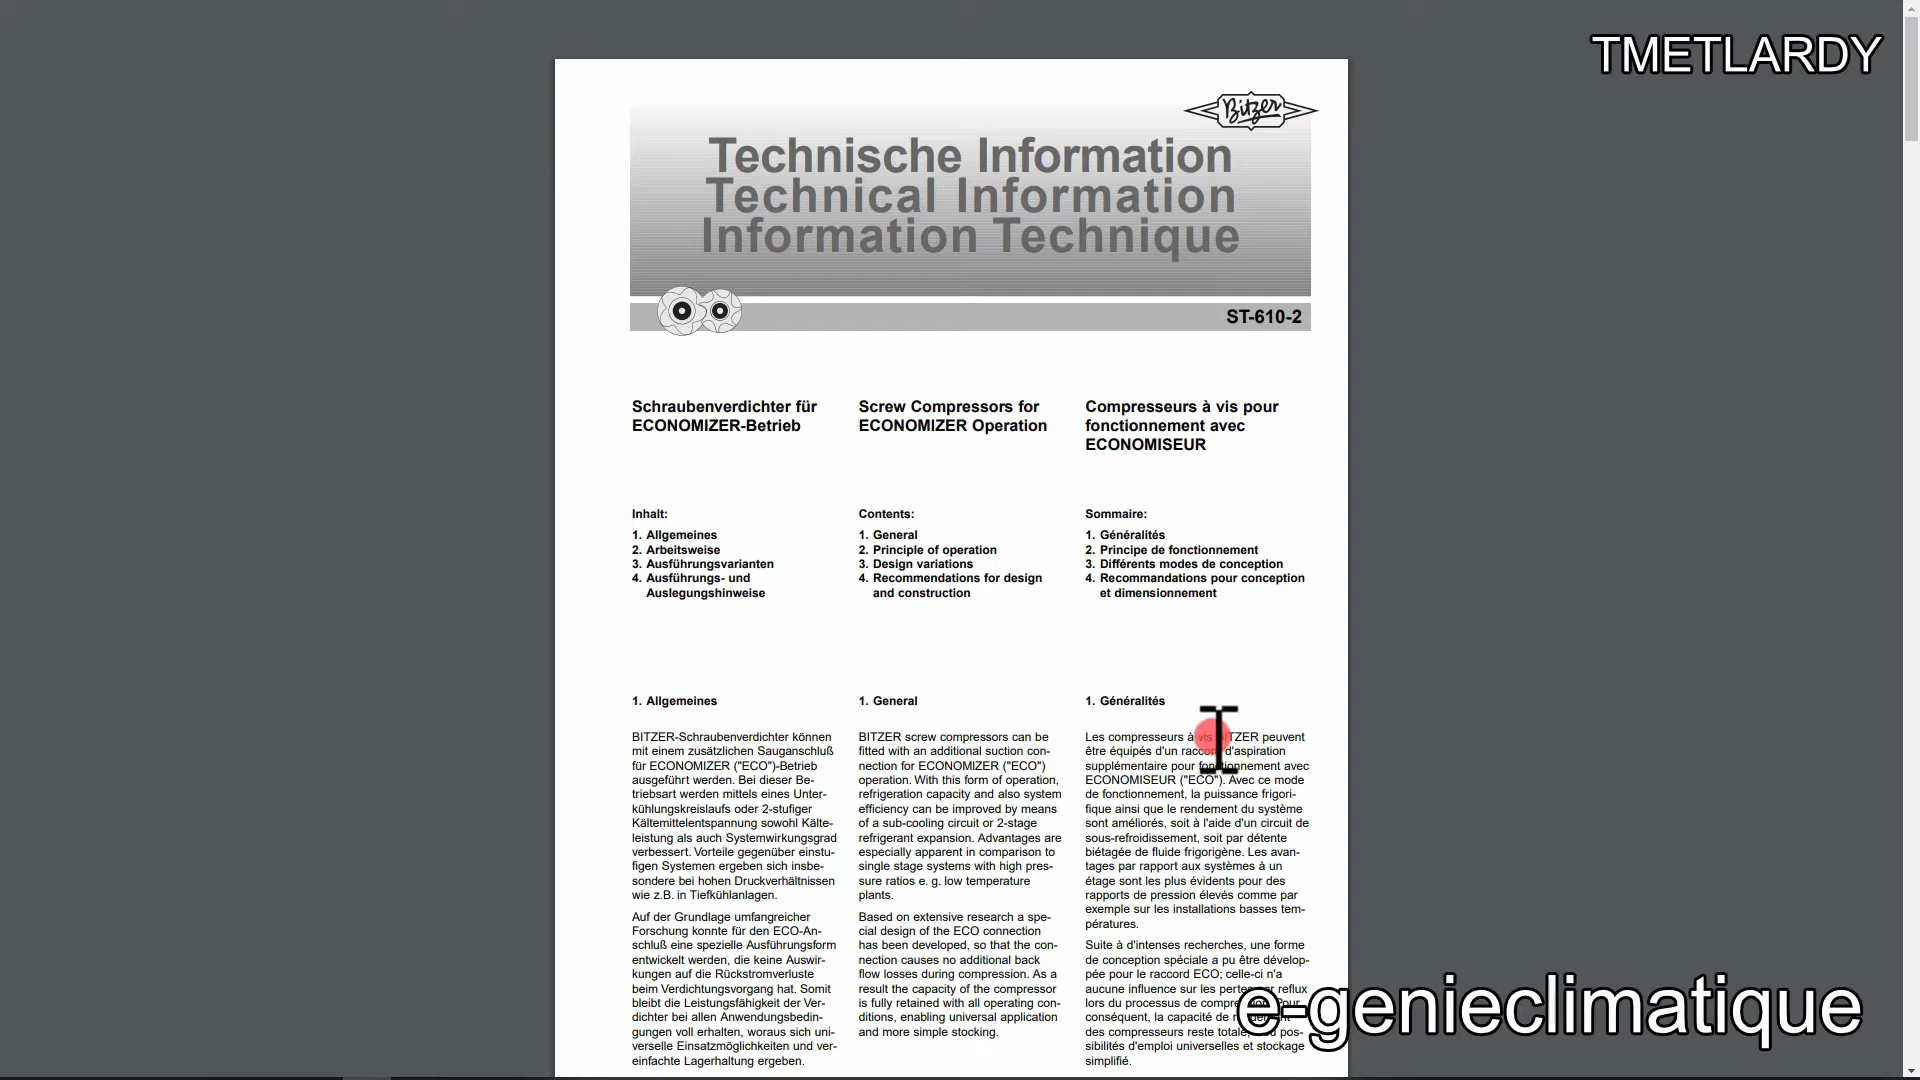 TMETLARDY
Bitzer
Technische Information
Technical Information
Information Technique
ST-610-2
Schraubenverdichter für
ECONOMIZER-Betrieb
Screw Compressors for
ECONOMIZER Operation
Compresseurs à vis pour
fonctionnement avec
ECONOMISEUR
Inhalt:
1. Allgemeines
2. Arbeitsweise
3. Ausführungsvarianten
4. Ausführungs- und
Auslegungshinweise
Contents:
1. General
2. Principle of operation
3. Design variations
4. Recommendations for design
and construction
Sommaire:
1. Généralités
2. Principe de fonctionnement
3. Différents modes de conception
4. Recommandations pour conception
et dimensionnement
1. Allgemeines
BITZER-Schraubenverdichter können
mit einem zusätzlichen Sauganschluß
für ECONOMIZER ("ECO")-Betrieb
ausgeführt werden. Bei dieser Be-
triebsart werden mittels eines Unter-
kühlungskreislaufs oder 2-stufiger
Kältemittelentspannung sowohl Kälte-
leistung als auch Systemwirkungsgrad
verbessert. Vorteile gegenüber einstu-
figen Systemen ergeben sich insbe-
sondere bei hohen Druckverhältnissen
wie z.B. in Tiefkühlanlagen.
Auf der Grundlage umfangreicher
Forschung konnte für den ECO-An-
schluß eine spezielle Ausführungsform
entwickelt werden, die keine Auswir-
kungen auf die Rückstromverluste
beim Verdichtungsvorgang hat. Somit
bleibt die Leistungsfähigkeit der Ver-
dichter bei allen Anwendungsbedin-
gungen voll erhalten, woraus sich uni-
verselle Einsatzmöglichkeiten und ver-
einfachte Lagerhaltung ergeben.
1. General
BITZER screw compressors can be
fitted with an additional suction con-
nection for ECONOMIZER ("ECO")
operation. With this form of operation,
refrigeration capacity and also system
efficiency can be improved by means
of a sub-cooling circuit or 2-stage
refrigerant expansion. Advantages are
especially apparent in comparison to
single stage systems with high pres-
sure ratios e. g. low temperature
plants.
Based on extensive research a spe-
cial design of the ECO connection
has been developed, so that the con-
nection causes no additional back
flow losses during compression. As a
result the capacity of the compressor
is fully retained with all operating con-
ditions, enabling universal application
and more simple stocking.
1. Généralités
Les compresseurs à vis BITZER peuvent
être équipés d'un raccord d'aspiration
supplémentaire pour fonctionnement avec
ECONOMISEUR ("ECO"). Avec ce mode
de fonctionnement, la puissance frigori-
fique ainsi que le rendement du système
sont améliorés, soit à l'aide d'un circuit de
sous-refroidissement, soit par détente
biétagée de fluide frigorigène. Les avan-
tages par rapport aux systèmes à un
étage sont les plus évidents pour des
rapports de pression élevés comme par
exemple sur les installations basses tem-
pératures.
Suite à d'intenses recherches, une forme
de conception spéciale a pu être dévelop-
pée pour le raccord ECO; celle-ci n'a
aucune influence sur les pertes par reflux
lors du processus de compression. Pour
conséquent, la capacité de
des compresseurs reste totale, pos-
sibilités d'emploi universelles et stockage
simplifié.
e-genieclimatique